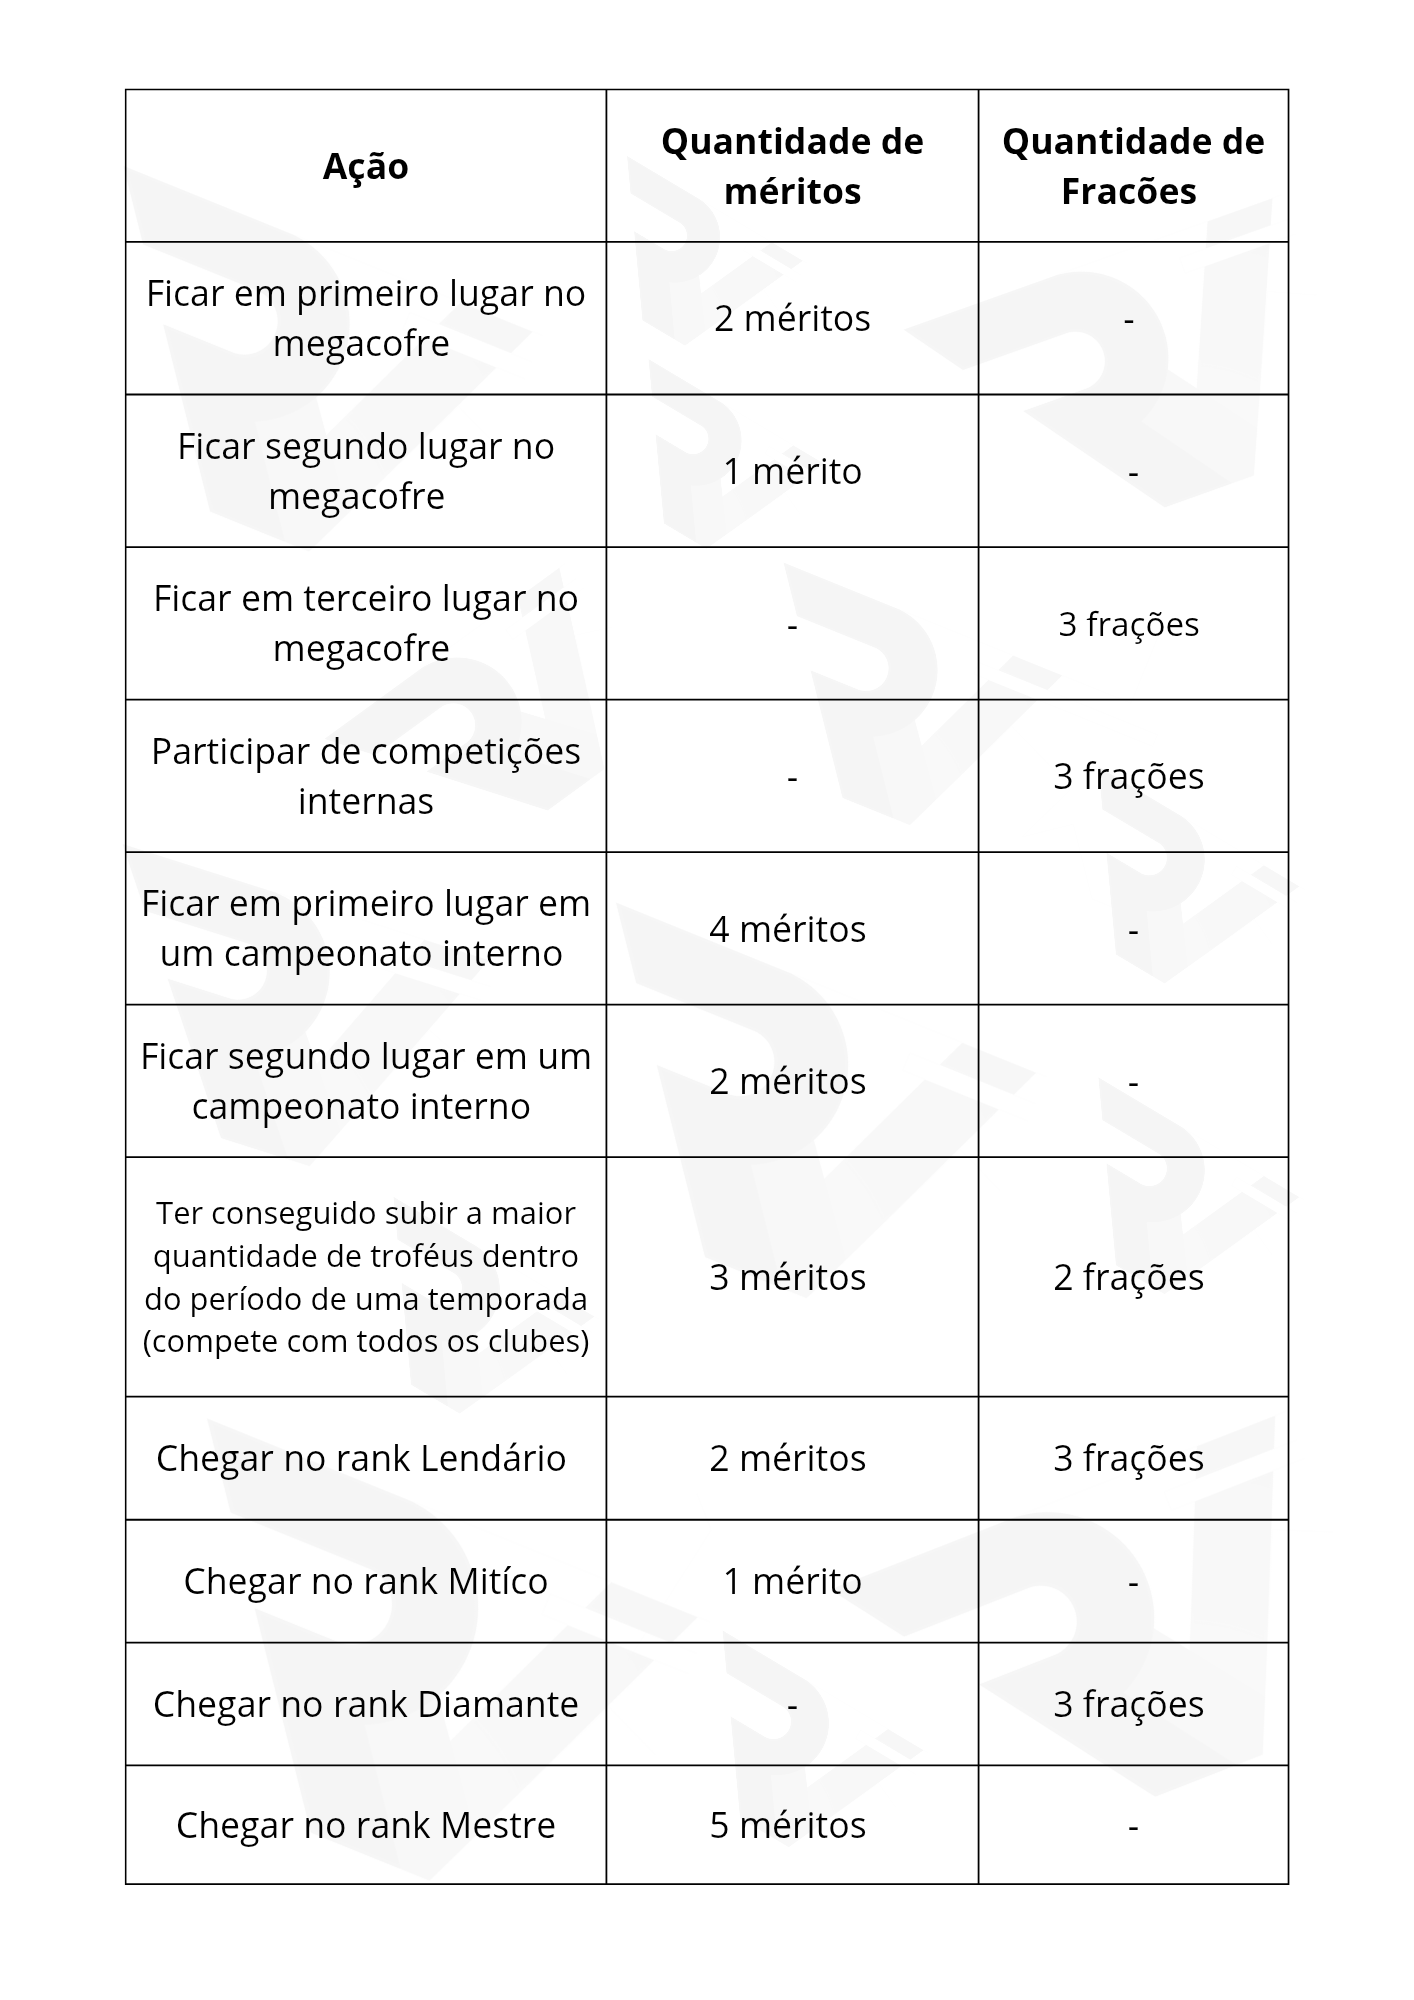 Ação
Quantidade de
méritos
Quantidade de
Fracões
Ficar em primeiro lugar no
megacofre
2 méritos
-
Ficar segundo lugar no
megacofre
1 mérito
-
Ficar em terceiro lugar no
megacofre
-
3 frações
Participar de competições
internas
-
3 frações
Ficar em primeiro lugar em
um campeonato interno
4 méritos
-
Ficar segundo lugar em um
campeonato interno
2 méritos
-
Ter conseguido subir a maior
quantidade de troféus dentro
do período de uma temporada
(compete com todos os clubes)
3 méritos
2 frações
Chegar no rank Lendário
2 méritos
3 frações
Chegar no rank Mitíco
1 mérito
-
Chegar no rank Diamante
-
3 frações
Chegar no rank Mestre
5 méritos
-